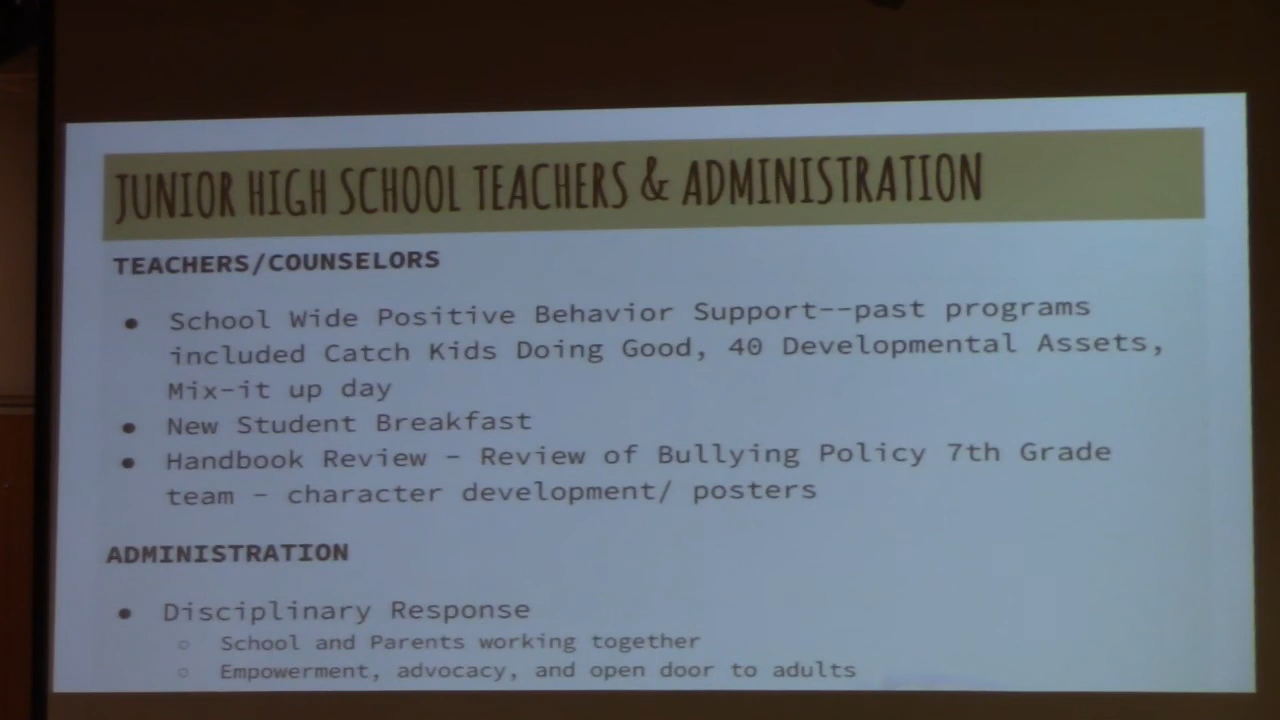 JUNIOR HIGH SCHOOL TEACHERS & ADMINISTRATION
TEACHERS/COUNSELORS
● School Wide Positive Behavior Support--past programs
included Catch Kids Doing Good, 40 Developmental Assets,
Mix-it up day
● New Student Breakfast
● Handbook Review - Review of Bullying Policy 7th Grade
team - character development/ posters
ADMINISTRATION
● Disciplinary Response
○ School and Parents working together
○ Empowerment, advocacy, and open door to adults